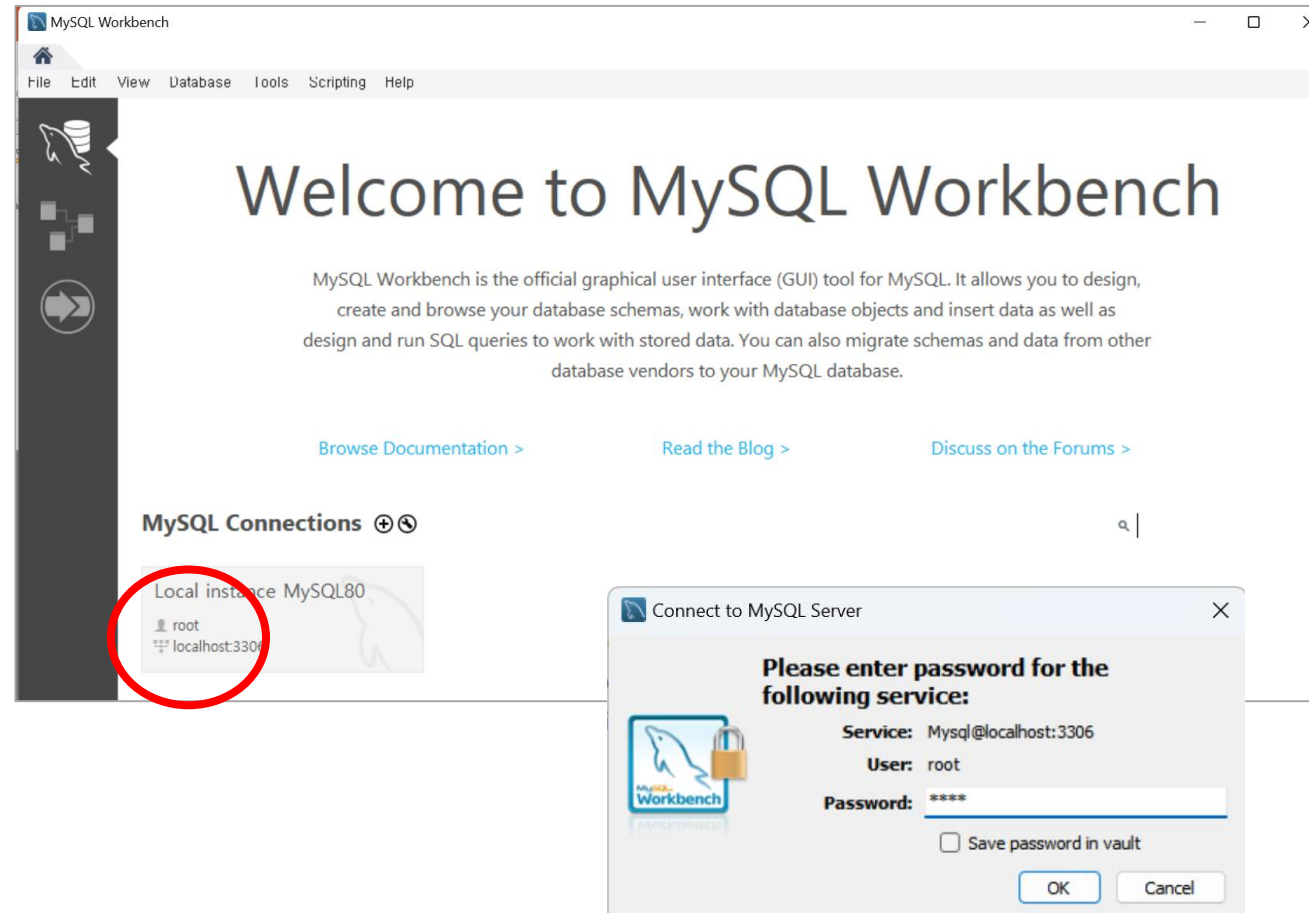 MySQL Workbench
File Edit View Database Tools Scripting Help
Welcome to MySQL Workbench
MySQL Workbench is the official graphical user interface (GUI) tool for MySQL. It allows you to design,
create and browse your database schemas, work with database objects and insert data as well as
design and run SQL queries to work with stored data. You can also migrate schemas and data from other
database vendors to your MySQL database.
Browse Documentation > Read the Blog > Discuss on the Forums >
MySQL Connections
Local instance MySQL80
root
localhost:3306
Connect to MySQL Server
Please enter password for the
following service:
Service: Mysql@localhost:3306
User: root
Password: ****
Save password in vault
OK Cancel
MySQL
Workbench